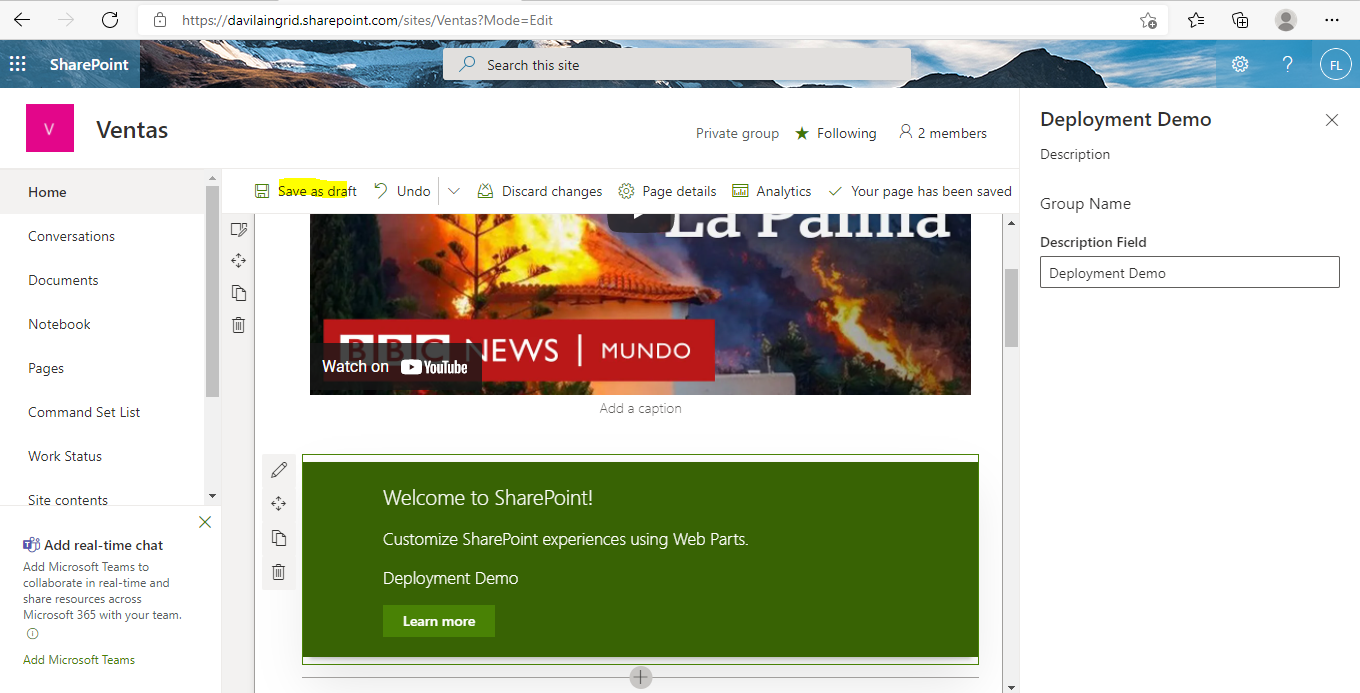 https://davilaingrid.sharepoint.com/sites/Ventas?Mode=Edit
SharePoint
Search this site
FL
V
Ventas
Private group
Following
2 members
Home
Conversations
Documents
Notebook
Pages
Command Set List
Work Status
Site contents
Add real-time chat
Add Microsoft Teams to
collaborate in real-time and
share resources across
Microsoft 365 with your team.
Add Microsoft Teams
Save as draft
Undo
Discard changes
Page details
Analytics
Your page has been saved
La Palma
BBC NEWS | MUNDO
Watch on YouTube
Add a caption
Welcome to SharePoint!
Customize SharePoint experiences using Web Parts.
Deployment Demo
Learn more
Deployment Demo
Description
Group Name
Description Field
Deployment Demo